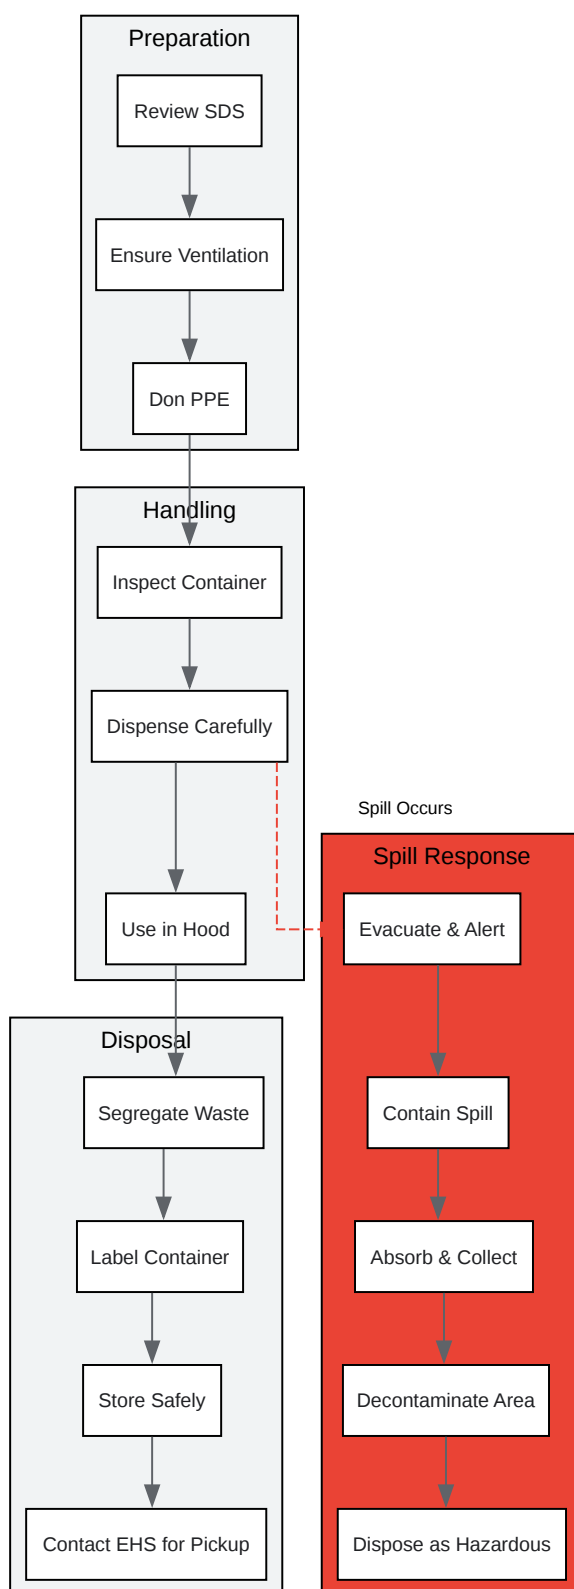 Preparation
Review SDS
Ensure Ventilation
Don PPE
Handling
Inspect Container
Dispense Carefully
Use in Hood
Spill Occurs
Spill Response
Evacuate & Alert
Contain Spill
Absorb & Collect
Decontaminate Area
Dispose as Hazardous
Disposal
Segregate Waste
Label Container
Store Safely
Contact EHS for Pickup